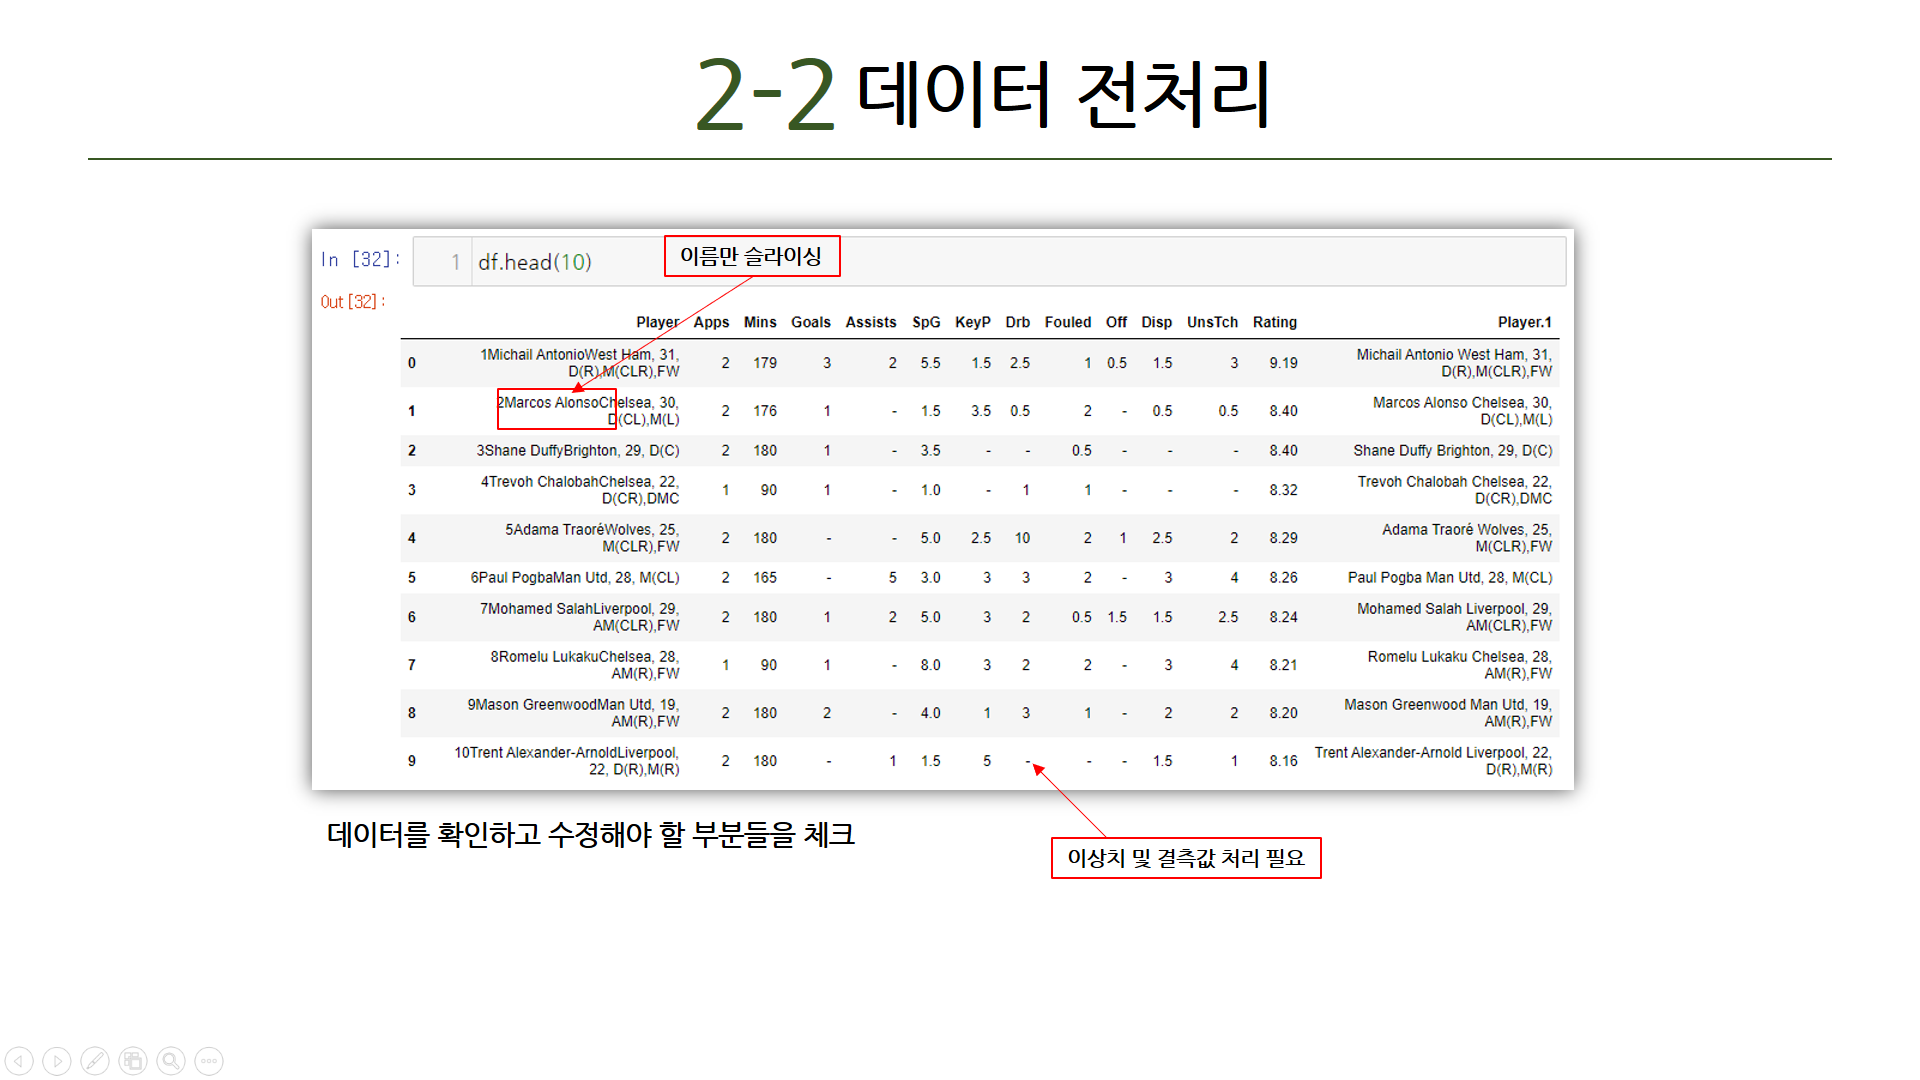 2-2 데이터 전처리
In [32]: 1 df.head(10)
이름만 슬라이싱
Out[32]:
Player Apps Mins Goals Assists SpG KeyP Drb Fouled Off Disp UnsTch Rating Player.1
0 1Michail AntonioWest Ham, 31, D(R),M(CLR),FW 2 179 3 2 5.5 1.5 2.5 1 0.5 1.5 3 9.19 Michail Antonio West Ham, 31, D(R),M(CLR),FW
1 2Marcos AlonsoChelsea, 30, D(CL),M(L) 2 176 1 - 1.5 3.5 0.5 2 - 0.5 0.5 8.40 Marcos Alonso Chelsea, 30, D(CL),M(L)
2 3Shane DuffyBrighton, 29, D(C) 2 180 1 - 3.5 - - 0.5 - - - 8.40 Shane Duffy Brighton, 29, D(C)
3 4Trevoh ChalobahChelsea, 22, D(CR),DMC 1 90 1 - 1.0 - 1 1 - - - 8.32 Trevoh Chalobah Chelsea, 22, D(CR),DMC
4 5Adama TraoréWolves, 25, M(CLR),FW 2 180 - - 5.0 2.5 10 2 1 2.5 2 8.29 Adama Traoré Wolves, 25, M(CLR),FW
5 6Paul PogbaMan Utd, 28, M(CL) 2 165 - 5 3.0 3 3 2 - 3 4 8.26 Paul Pogba Man Utd, 28, M(CL)
6 7Mohamed SalahLiverpool, 29, AM(CLR),FW 2 180 1 2 5.0 3 2 0.5 1.5 1.5 2.5 8.24 Mohamed Salah Liverpool, 29, AM(CLR),FW
7 8Romelu LukakuChelsea, 28, AM(R),FW 1 90 1 - 8.0 3 2 2 - 3 4 8.21 Romelu Lukaku Chelsea, 28, AM(R),FW
8 9Mason GreenwoodMan Utd, 19, AM(R),FW 2 180 2 - 4.0 1 3 1 - 2 2 8.20 Mason Greenwood Man Utd, 19, AM(R),FW
9 10Trent Alexander-ArnoldLiverpool, 22, D(R),M(R) 2 180 - 1 1.5 5 - - - 1.5 1 8.16 Trent Alexander-Arnold Liverpool, 22, D(R),M(R)
데이터를 확인하고 수정해야 할 부분들을 체크
이상치 및 결측값 처리 필요